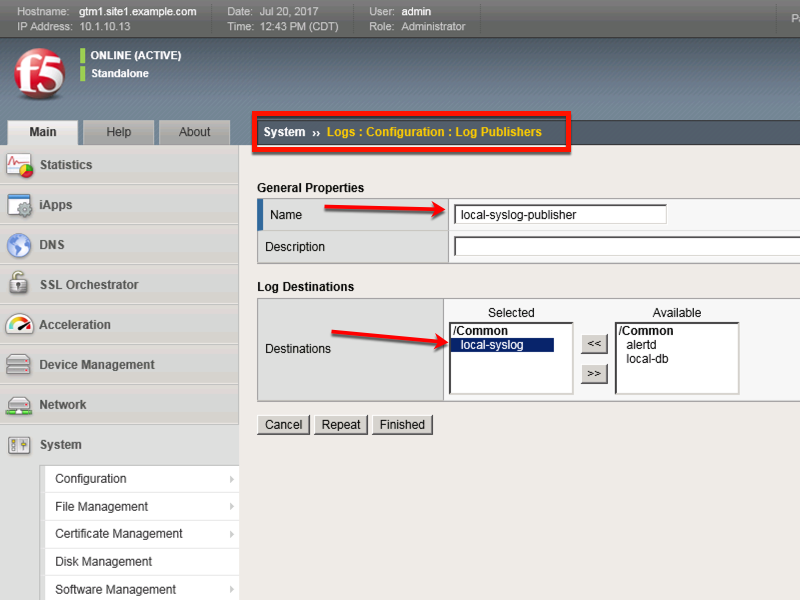 Hostname: gtm1.site1.example.com Date: Jul 20, 2017 User: admin
IP Address: 10.1.10.13 Time: 12:43 PM (CDT) Role: Administrator
f5
ONLINE (ACTIVE)
Standalone
Main Help About
System ›› Logs : Configuration : Log Publishers
Statistics
iApps
DNS
SSL Orchestrator
Acceleration
Device Management
Network
System
Configuration
File Management
Certificate Management
Disk Management
Software Management
General Properties
Name local-syslog-publisher
Description
Log Destinations
Destinations
Selected
/Common
local-syslog
<<
>>
Available
/Common
alertd
local-db
Cancel Repeat Finished